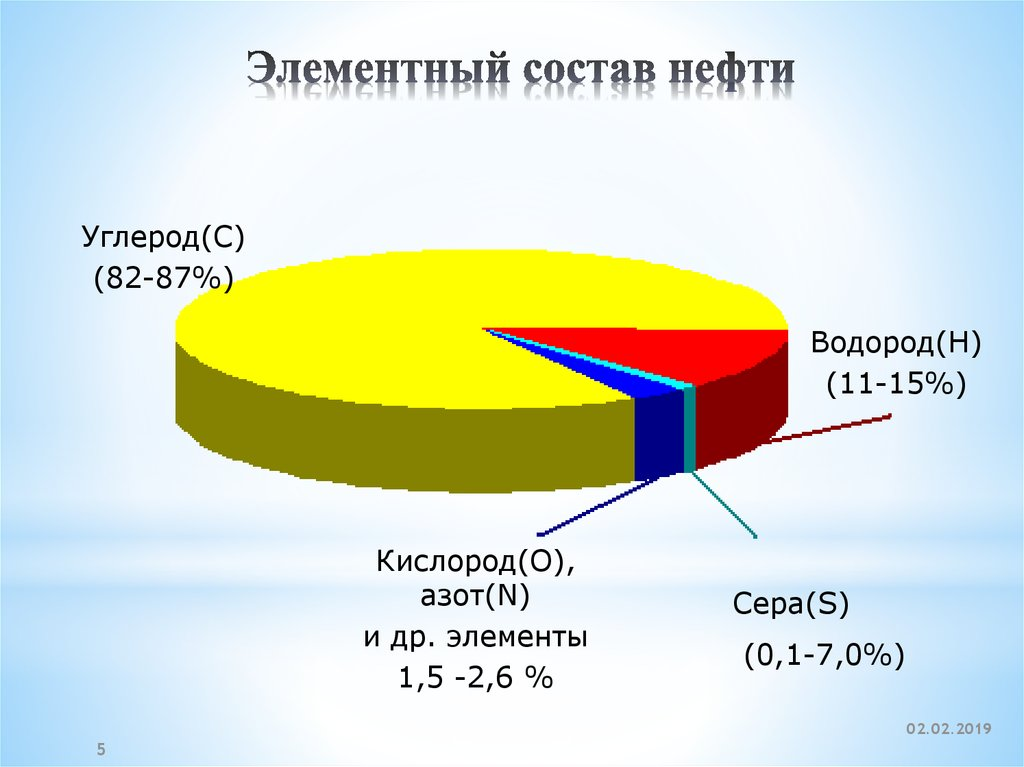 Элементный состав нефти
Углерод(С)
(82-87%)
Водород(Н)
(11-15%)
Кислород(О),
азот(N)
и др. элементы
1,5 -2,6 %
Сера(S)
(0,1-7,0%)
02.02.2019
5